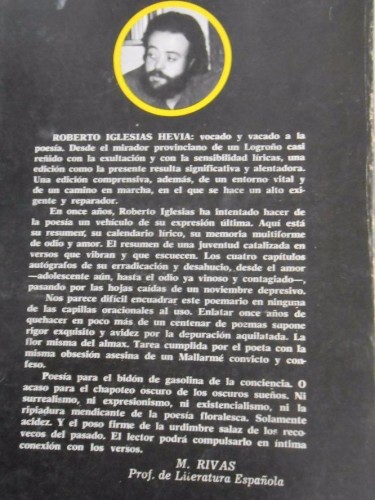 ROBERTO IGLESIAS HEVIA: vocado y vacado a la
poesía. Desde el mirador provinciano de un Logroño casi
reñido con la exultación y con la sensibilidad líricas, una
edición como la presente resulta significativa y alentadora.
Una edición comprensiva, además, de un entorno vital y
de un camino en marcha, en el que se hace un alto exi-
gente y reparador.
En once años, Roberto Iglesias ha intentado hacer de
la poesía un vehículo de su expresión última. Aquí está
su resumen, su calendario lírico, su memoria multiforme
de odio y amor. El resumen de una juventud catalizada en
versos que vibran y que escuecen. Los cuatro capítulos
autógrafos de su erradicación y desahucio, desde el amor
—adolescente aún, hasta el odio ya vinoso y contagiado—,
pasando por las hojas caídas de un noviembre depresivo.
Nos parece difícil encuadrar este poemario en ninguna
de las capillas oracionales al uso. Enlatar once años de
quehacer en poco más de un centenar de poemas supone
rigor exquisito y avidez por la depuración aquilatada. La
flor misma del almax. Tarea cumplida por el poeta con la
misma obsesión asesina de un Mallarmé convicto y con-
feso.
Poesía para el bidón de gasolina de la conciencia. O
acaso para el chapoteo oscuro de los oscuros sueños. Ni
surrealismo, ni expresionismo, ni existencialismo, ni la
ripiadura mendicante de la poesía floralesca. Solamente
acidez. Y el poso firme de la urdimbre salaz de los reco-
vecos del pasado. El lector podrá compulsarlo en íntima
conexión con los versos.
M. RIVAS
Prof. de Literatura Española